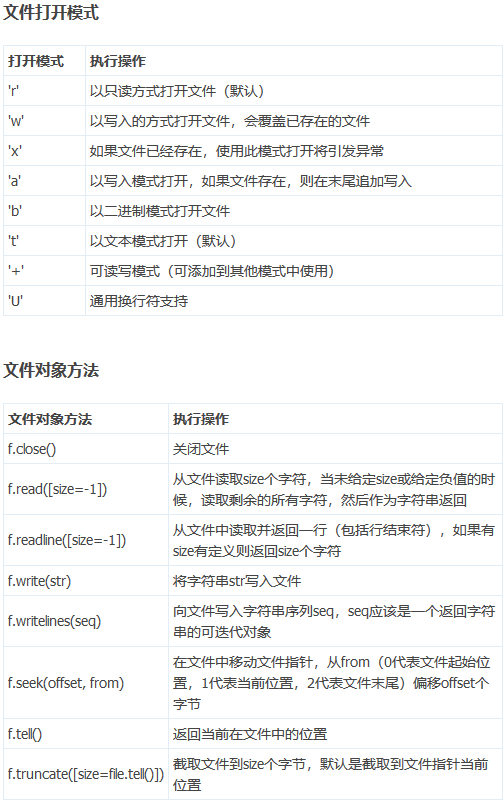 文件打开模式
打开模式 执行操作
'r' 以只读方式打开文件（默认）
'w' 以写入的方式打开文件，会覆盖已存在的文件
'x' 如果文件已经存在，使用此模式打开将引发异常
'a' 以写入模式打开，如果文件存在，则在末尾追加写入
'b' 以二进制模式打开文件
't' 以文本模式打开（默认）
'+' 可读写模式（可添加到其他模式中使用）
'U' 通用换行符支持
文件对象方法
文件对象方法 执行操作
f.close() 关闭文件
f.read([size=-1]) 从文件读取size个字符，当未给定size或给定负值的时
候，读取剩余的所有字符，然后作为字符串返回
f.readline([size=-1]) 从文件中读取并返回一行（包括行结束符），如果有
size有定义则返回size个字符
f.write(str) 将字符串str写入文件
f.writelines(seq) 向文件写入字符串序列seq，seq应该是一个返回字符
串的可迭代对象
f.seek(offset, from) 在文件中移动文件指针，从from（0代表文件起始位
置，1代表当前位置，2代表文件末尾）偏移offset个
字节
f.tell() 返回当前在文件中的位置
f.truncate([size=file.tell()]) 截取文件到size个字节，默认是截取到文件指针当前
位置